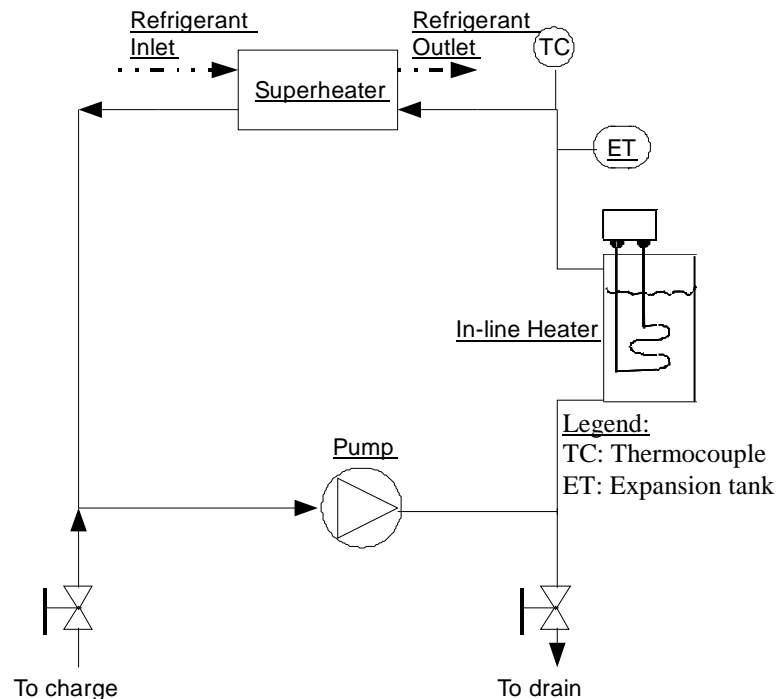 Refrigerant
Inlet
Refrigerant
Outlet
TC
Superheater
ET
In-line Heater
Legend:
TC: Thermocouple
ET: Expansion tank
Pump
To charge
To drain